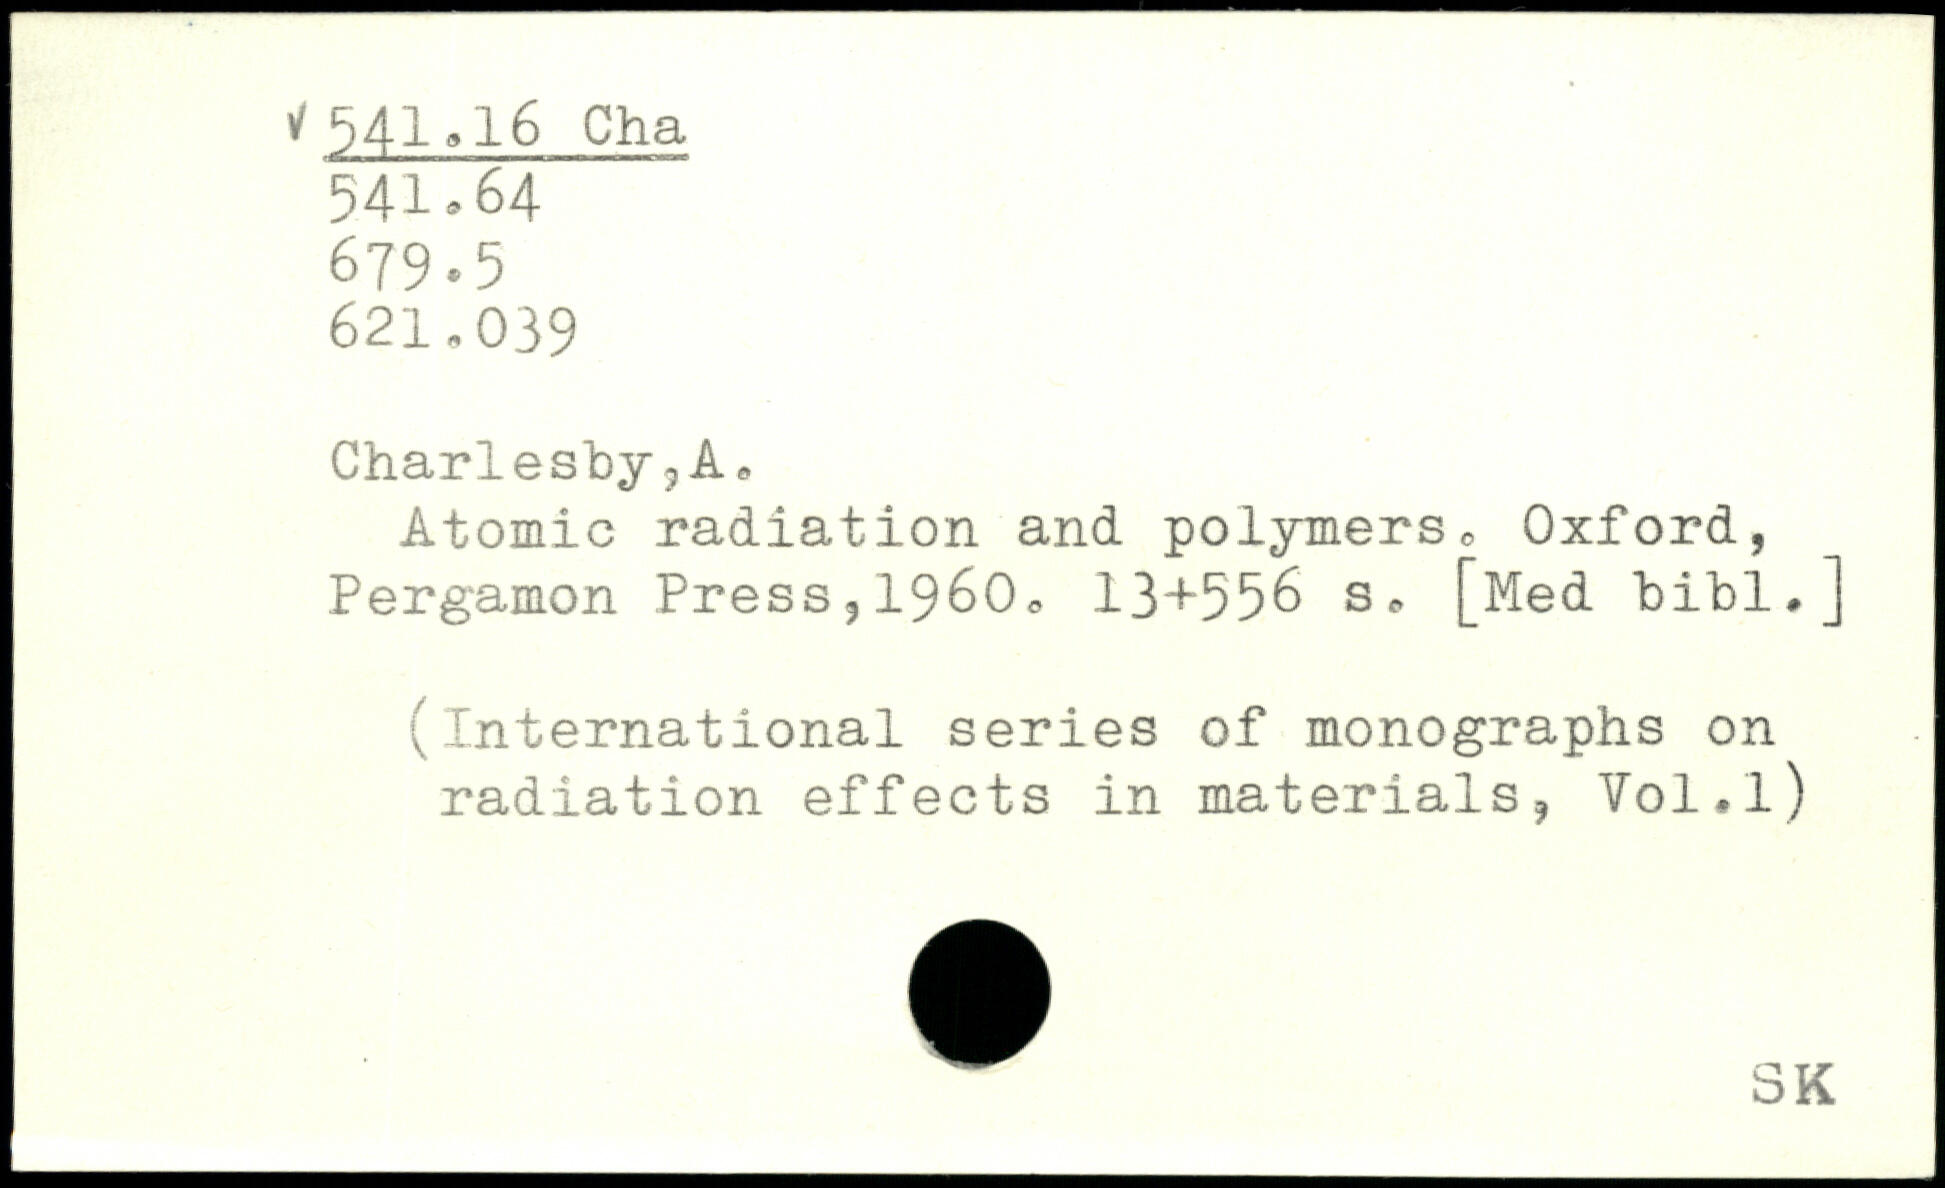 √ 541.16 Cha
541.64
679.5
621.039
Charlesby,A.
Atomic radiation and polymers. Oxford,
Pergamon Press,1960. 13+556 s. [Med bibl.]
(International series of monographs on
radiation effects in materials, Vol.1)
SK